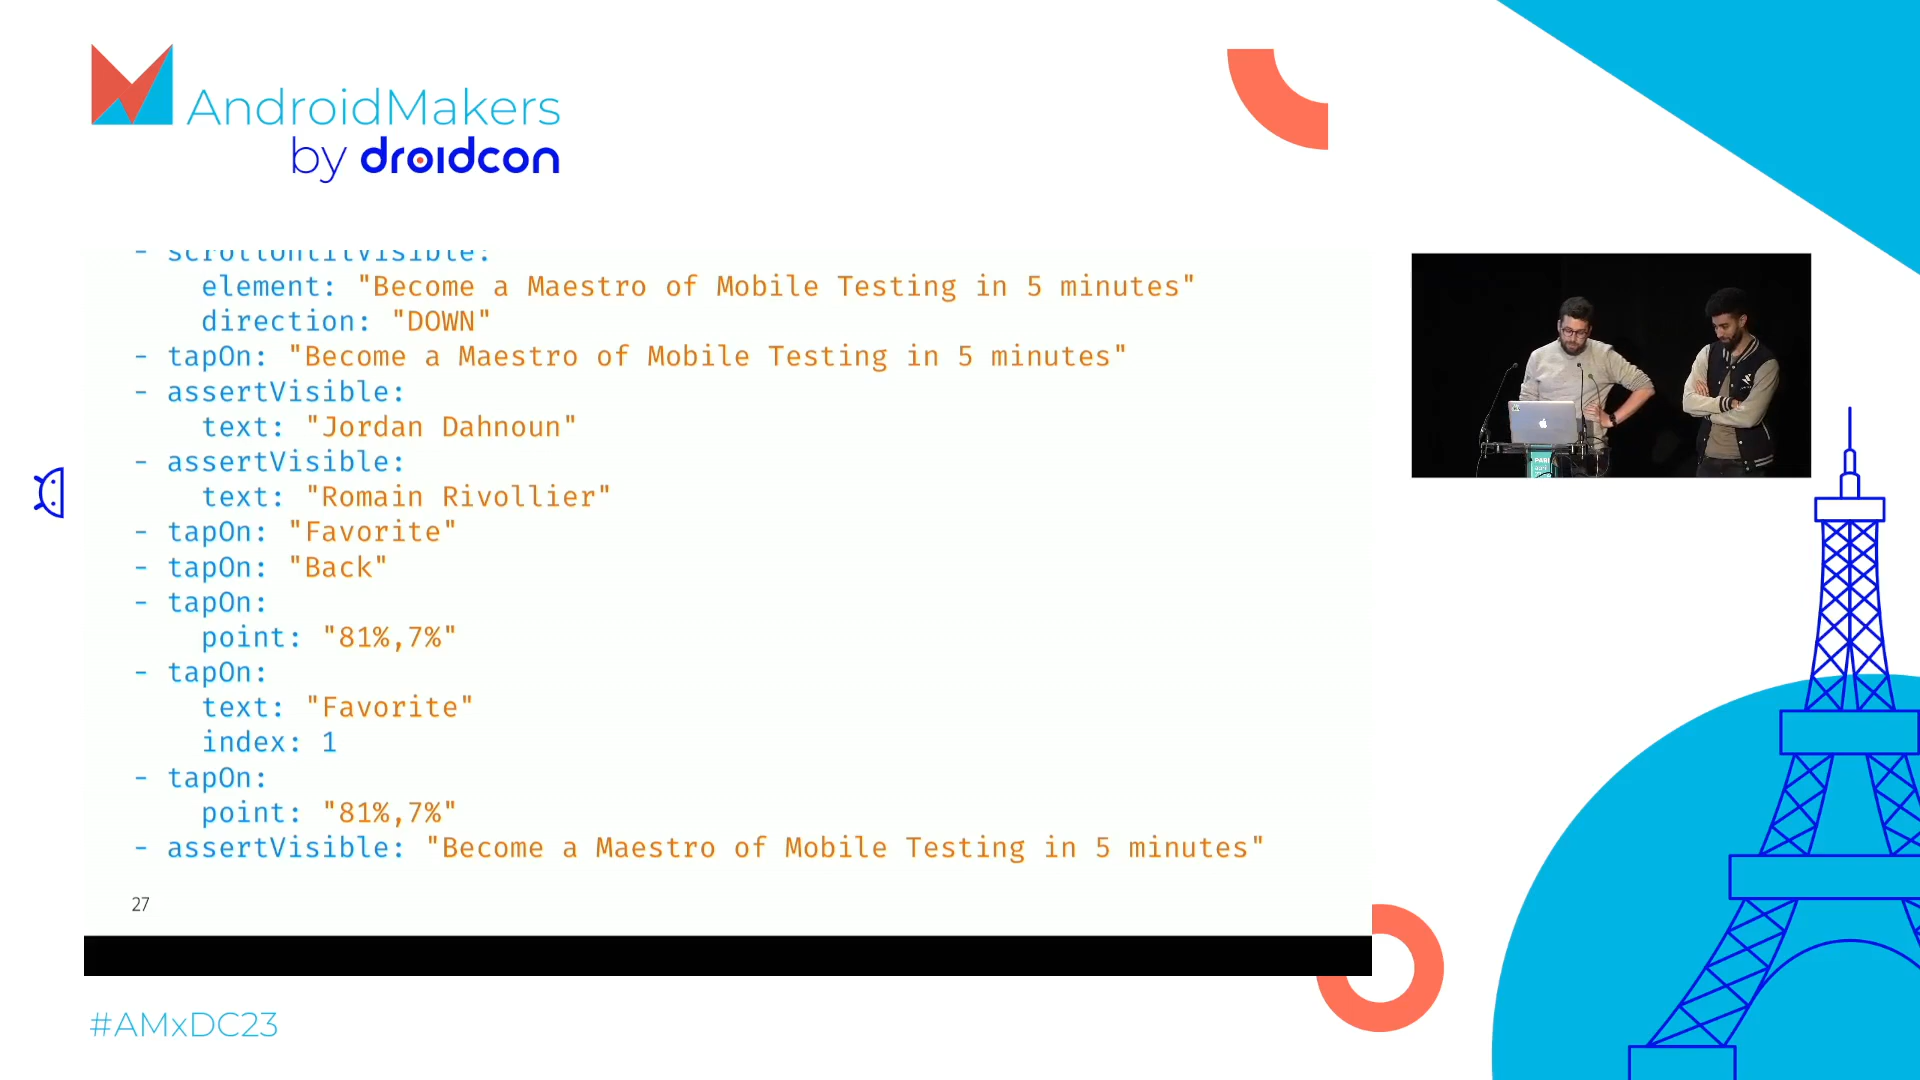 AndroidMakers
by droidcon
- scrollUntilVisible:
element: "Become a Maestro of Mobile Testing in 5 minutes"
direction: "DOWN"
- tapOn: "Become a Maestro of Mobile Testing in 5 minutes"
- assertVisible:
text: "Jordan Dahnoun"
- assertVisible:
text: "Romain Rivollier"
- tapOn: "Favorite"
- tapOn: "Back"
- tapOn:
point: "81%,7%"
- tapOn:
text: "Favorite"
index: 1
- tapOn:
point: "81%,7%"
- assertVisible: "Become a Maestro of Mobile Testing in 5 minutes"
27
#AMxDC23